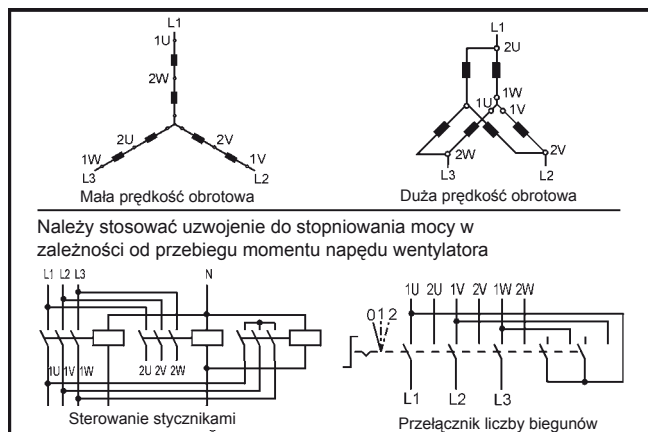 L1
1U
2W
2U
2V
1W
1V
L3
L2
Mała prędkość obrotowa
L1
2U
1W
1U
1V
2W
2V
L3
L2
Duża prędkość obrotowa
Należy stosować uzwojenie do stopniowania mocy w
zależności od przebiegu momentu napędu wentylatora
L1 L2 L3 N
1U 1V 1W 2U 2V 2W
Sterowanie stycznikami
1U 2U 1V 2V 1W 2W
0 1 2
L1 L2 L3
Przełącznik liczby biegunów